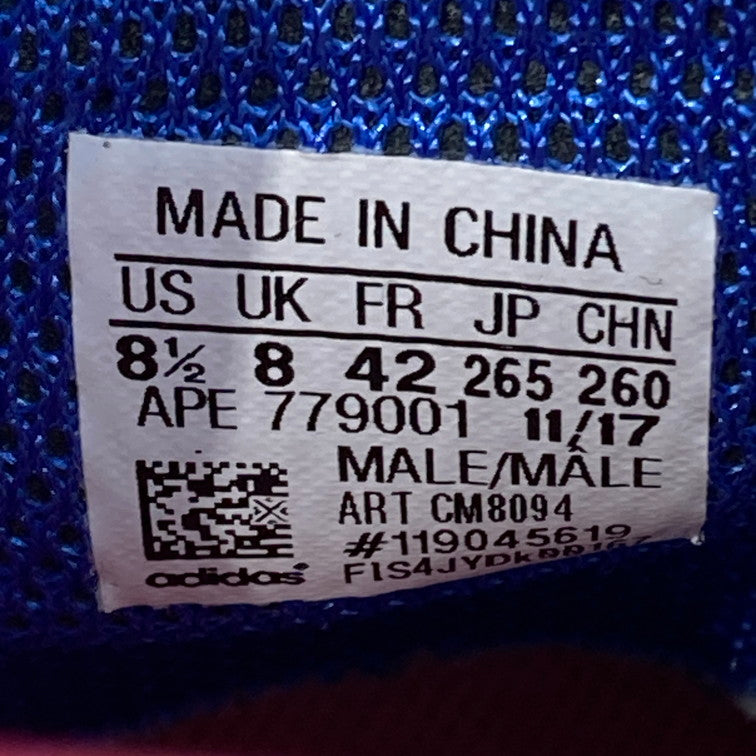 MADE IN CHINA
US UK FR JP CHN
8½ 8 42 265 260
APE 779001 11/17
MALE/MÂLE
ART CM8094
#119045619
adidas